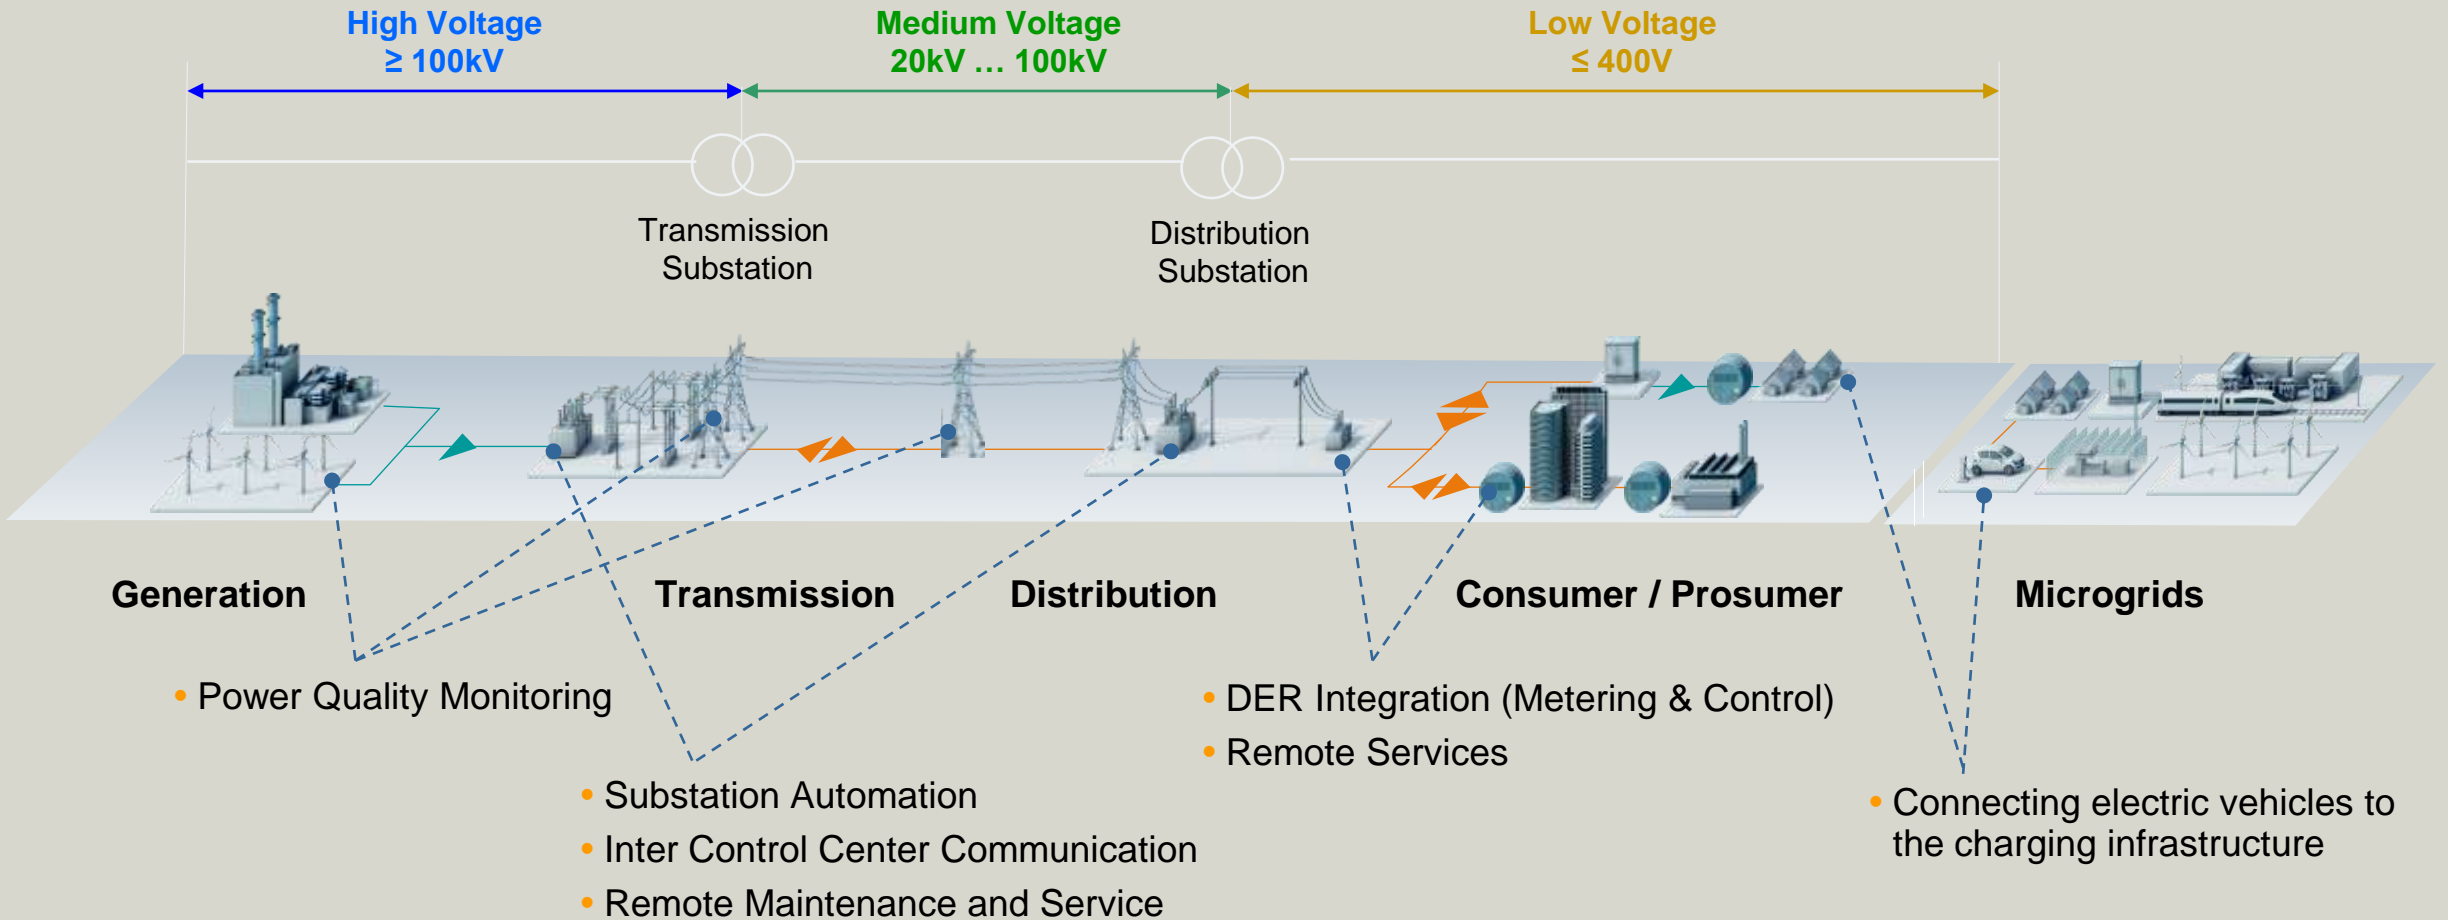 High Voltage
≥ 100kV
Medium Voltage
20kV … 100kV
Low Voltage
≤ 400V
Transmission
Substation
Distribution
Substation
Generation
Transmission
Distribution
Consumer / Prosumer
Microgrids
• Power Quality Monitoring
• Substation Automation
• Inter Control Center Communication
• Remote Maintenance and Service
• DER Integration (Metering & Control)
• Remote Services
• Connecting electric vehicles to
the charging infrastructure